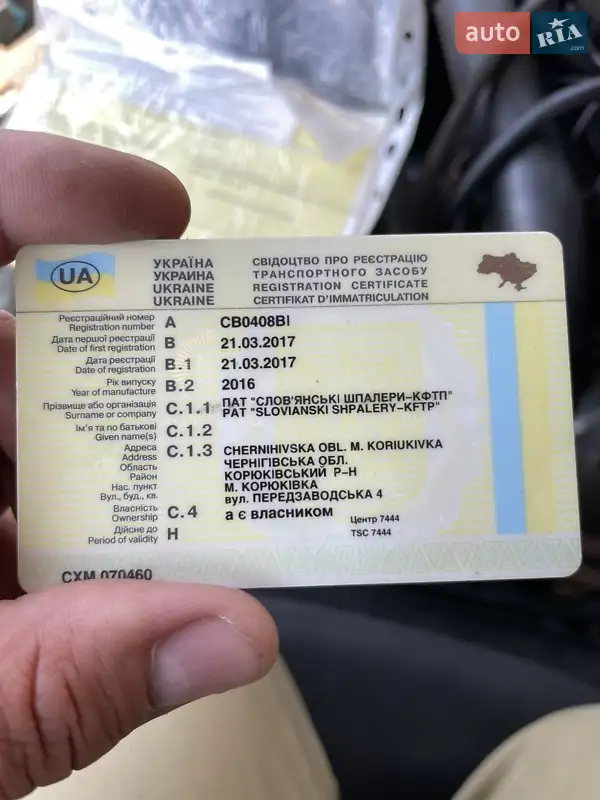 auto RIA .com
UA
УКРАЇНА
УКРАИНА
UKRAINE
UKRAINE
СВІДОЦТВО ПРО РЕЄСТРАЦІЮ
ТРАНСПОРТНОГО ЗАСОБУ
REGISTRATION CERTIFICATE
CERTIFIKAT D'IMMATRICULATION
Реєстраційний номер
Registration number A CB0408BI
Дата першої реєстрації
Date of first registration B 21.03.2017
Дата реєстрації
Date of registration B.1 21.03.2017
Рік випуску
Year of manufacture B.2 2016
Прізвище або організація
Surname or company C.1.1 ПАТ "СЛОВ'ЯНСЬКІ ШПАЛЕРИ-КФТП"
PAT "SLOVIANSKI SHPALERY-KFTP"
Ім'я та по батькові
Given name(s) C.1.2
Адреса
Address C.1.3 CHERNIHIVSKA OBL. M. KORIUKIVKA
Область ЧЕРНІГІВСЬКА ОБЛ.
Район КОРЮКІВСЬКИЙ Р-Н
Нас. пункт М. КОРЮКІВКА
Вул., буд., кв. вул. ПЕРЕДЗАВОДСЬКА 4
Власність
Ownership C.4 а є власником
Центр 7444
Дійсне до
Period of validity H TSC 7444
СХМ 070460